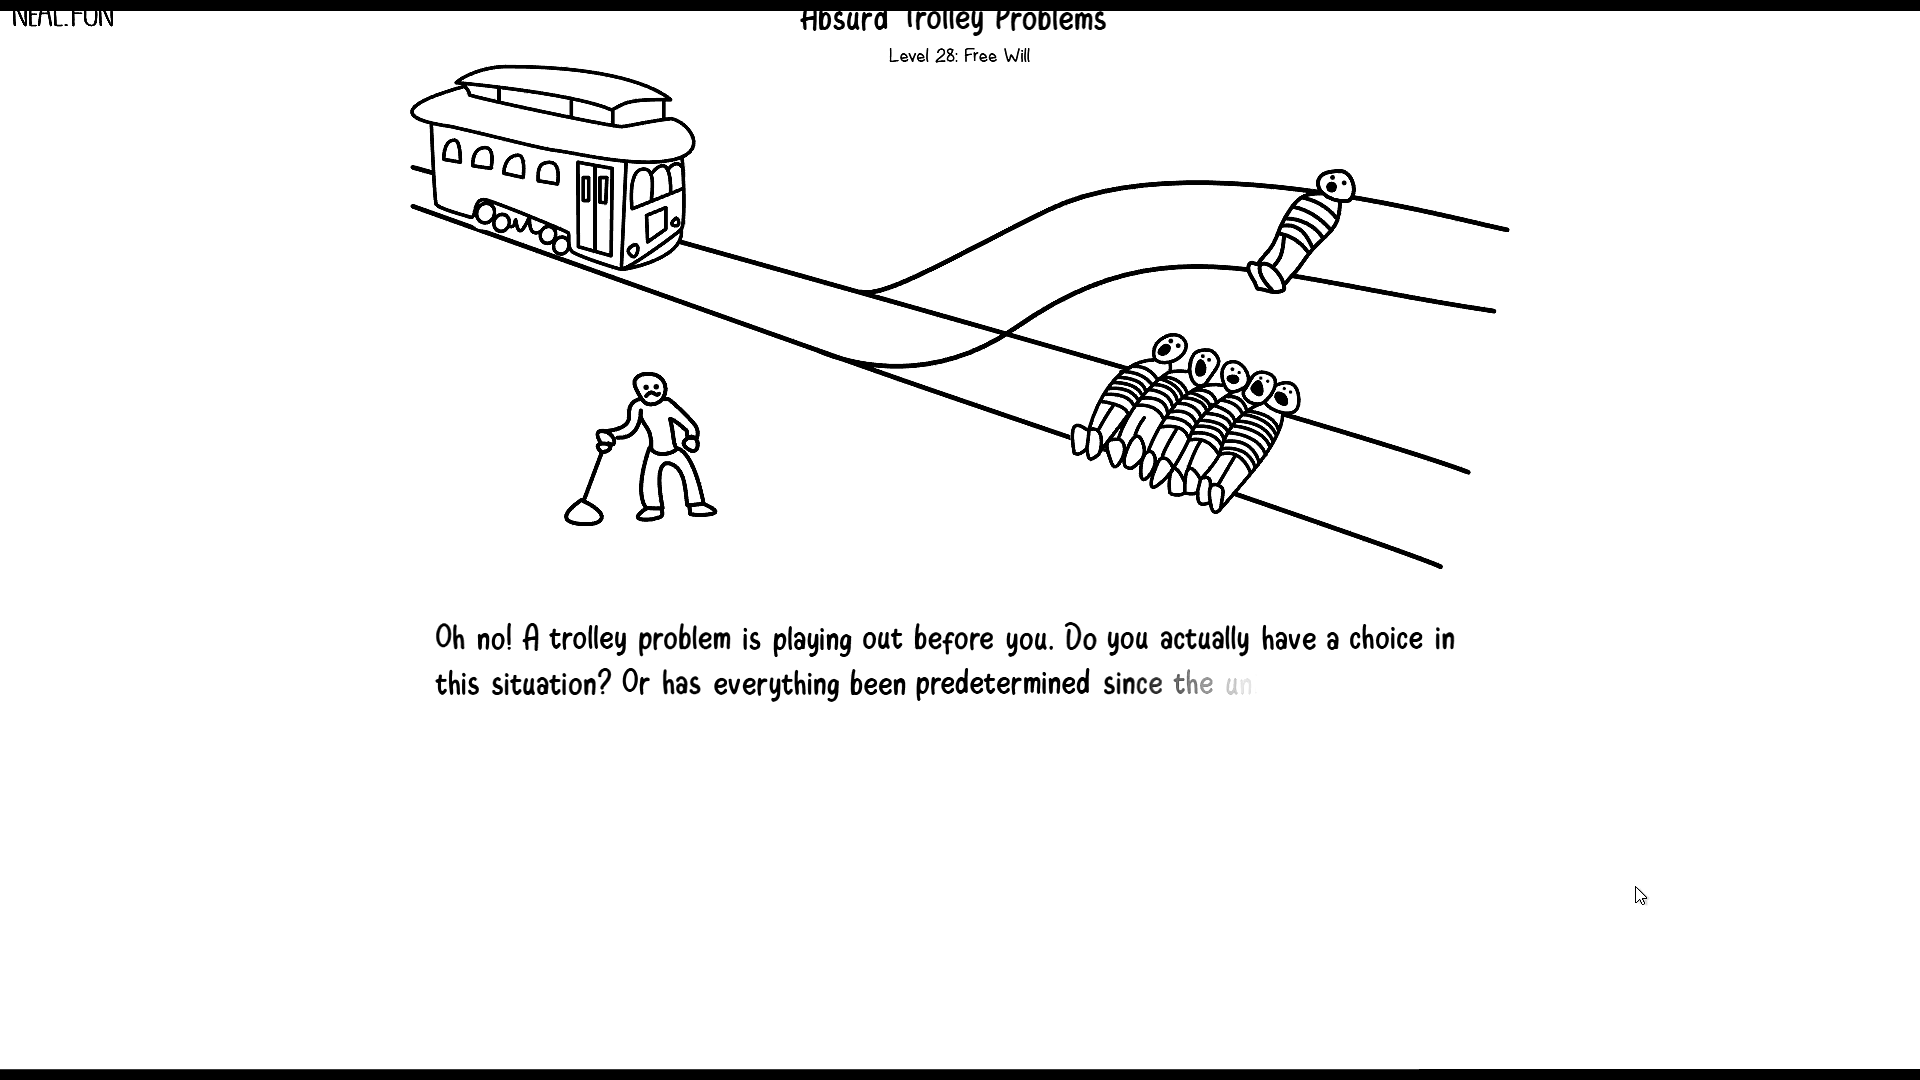 NEAL.FUN
Absurd Trolley Problems
Level 28: Free Will
Oh no! A trolley problem is playing out before you. Do you actually have a choice in
this situation? Or has everything been predetermined since the un